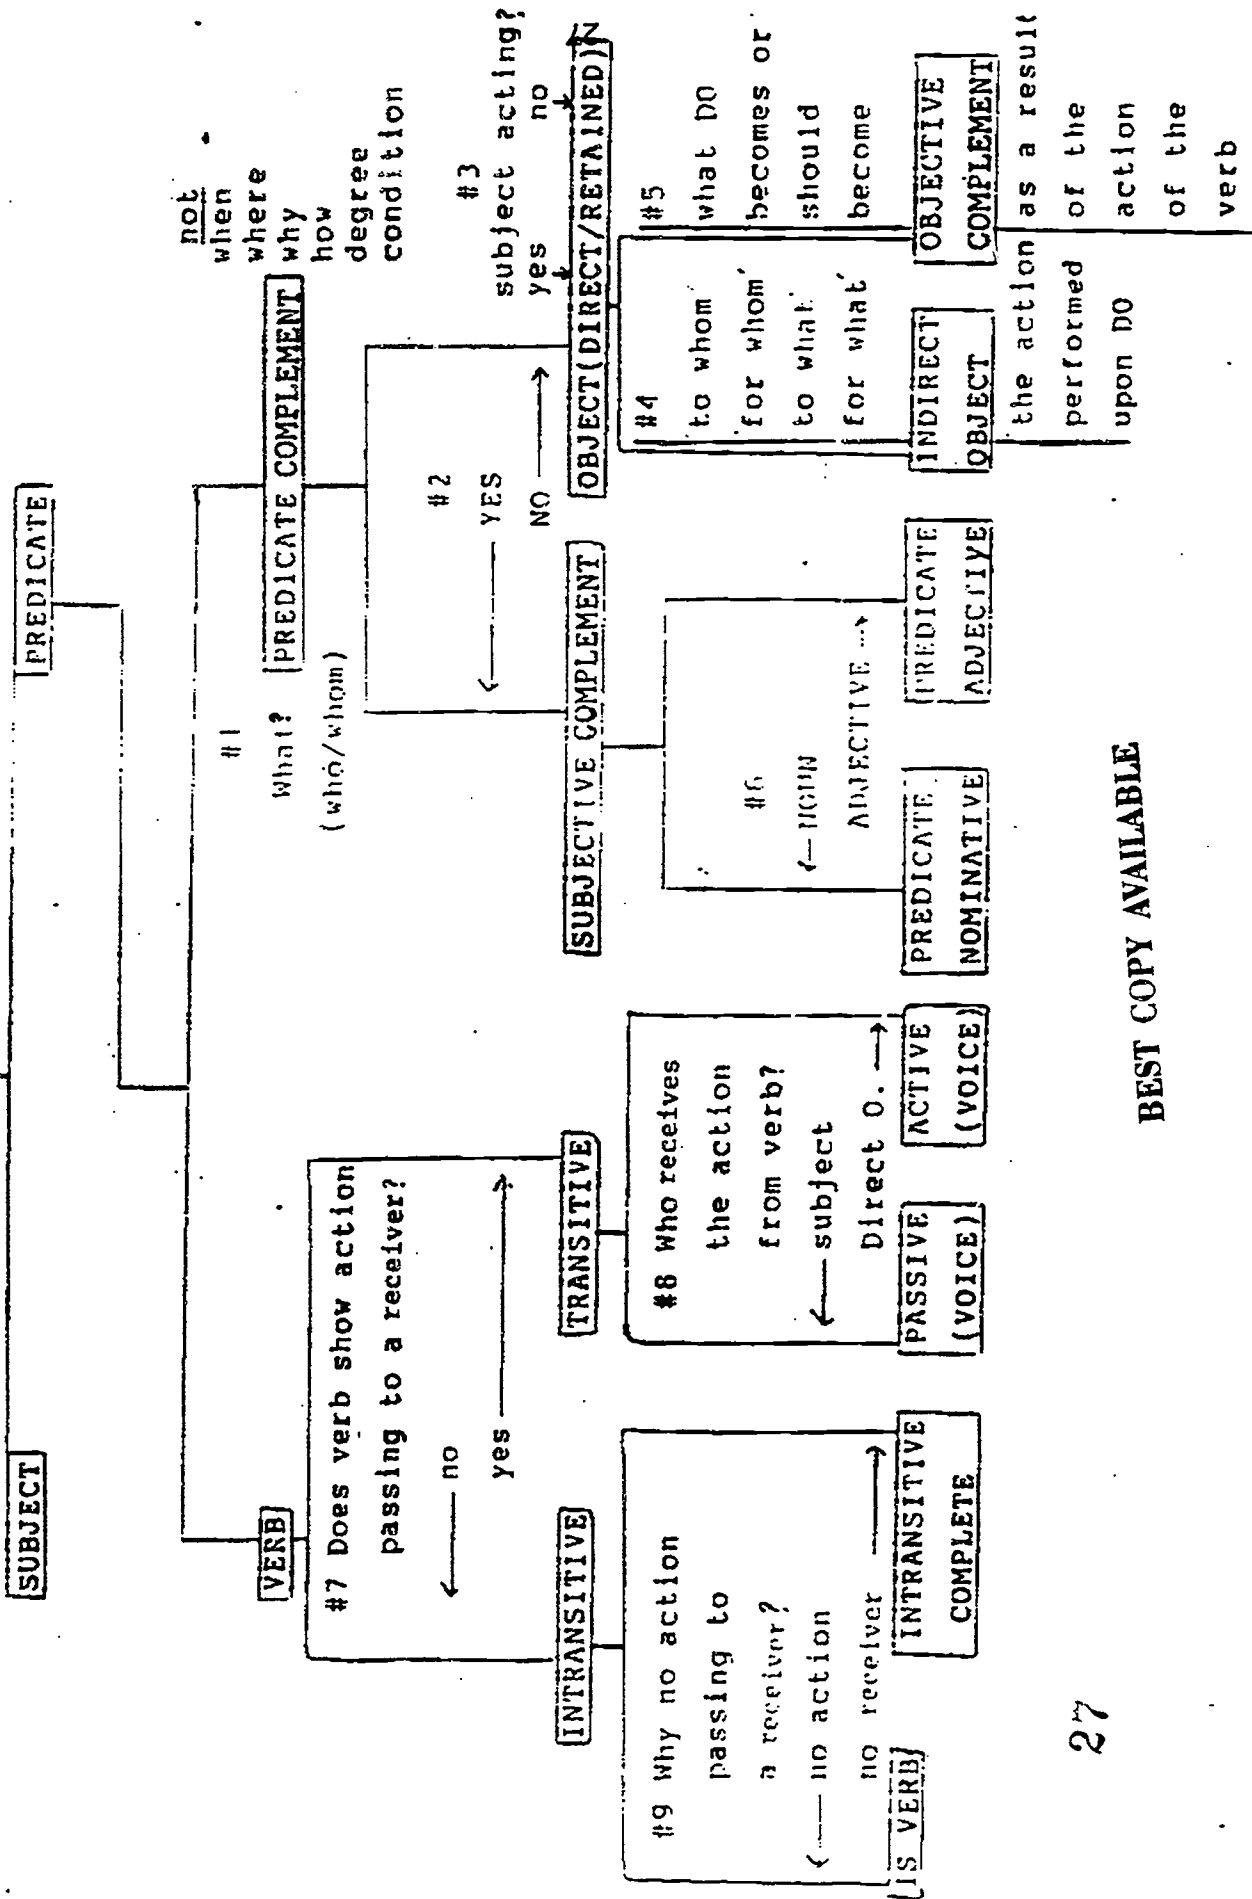 SUBJECT
PREDICATE
VERB
#7 Does verb show action
passing to a receiver?
no
yes
INTRANSITIVE
TRANSITIVE
#9 Why no action
passing to
a receiver?
no action
no receiver
IS VERB
INTRANSITIVE
COMPLETE
#8 Who receives
the action
from verb?
subject
Direct O.
PASSIVE
(VOICE)
ACTIVE
(VOICE)
#1
What?
(who/whom)
PREDICATE COMPLEMENT
not
when
where
why
how
degree
condition
#2
YES
NO
SUBJECTIVE COMPLEMENT
#6
NOUN
ADJECTIVE
PREDICATE
NOMINATIVE
PREDICATE
ADJECTIVE
#3
subject acting?
yes no
OBJECT(DIRECT/RETAINED)
#4
to whom
for whom
to what
for what
INDIRECT
OBJECT
#5
what DO
becomes or
should
become
OBJECTIVE
COMPLEMENT
the action as a result
performed of the
upon DO action
of the
verb
BEST COPY AVAILABLE
27